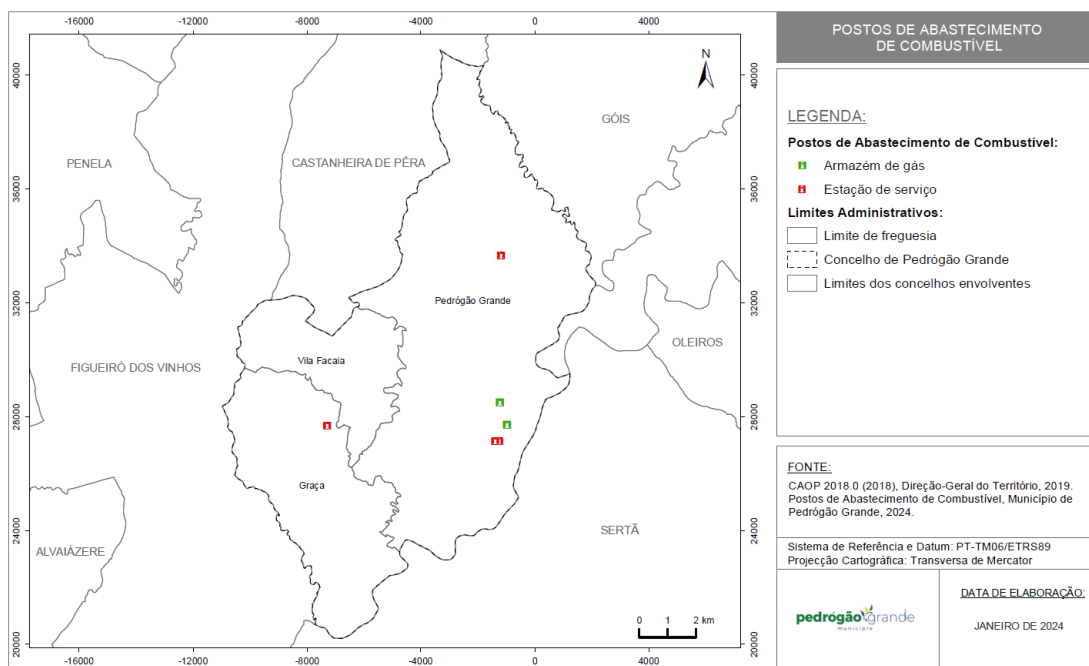 -16000 -12000 -8000 -4000 0 4000
40000 40000
36000 36000
32000 32000
28000 28000
24000 24000
20000 20000
-16000 -12000 -8000 -4000 0 4000
N
GÓIS
PENELA
CASTANHEIRA DE PÊRA
Pedrógão Grande
OLEIROS
Vila Facaia
FIGUEIRÓ DOS VINHOS
Graça
SERTÃ
ALVAIÁZERE
0 1 2 km
POSTOS DE ABASTECIMENTO
DE COMBUSTÍVEL
LEGENDA:
Postos de Abastecimento de Combustível:
Armazém de gás
Estação de serviço
Limites Administrativos:
Limite de freguesia
Concelho de Pedrógão Grande
Limites dos concelhos envolventes
FONTE:
CAOP 2018.0 (2018), Direção-Geral do Território, 2019.
Postos de Abastecimento de Combustível, Município de
Pedrógão Grande, 2024.
Sistema de Referência e Datum: PT-TM06/ETRS89
Projecção Cartográfica: Transversa de Mercator
pedrógão grande
município
DATA DE ELABORAÇÃO:
JANEIRO DE 2024